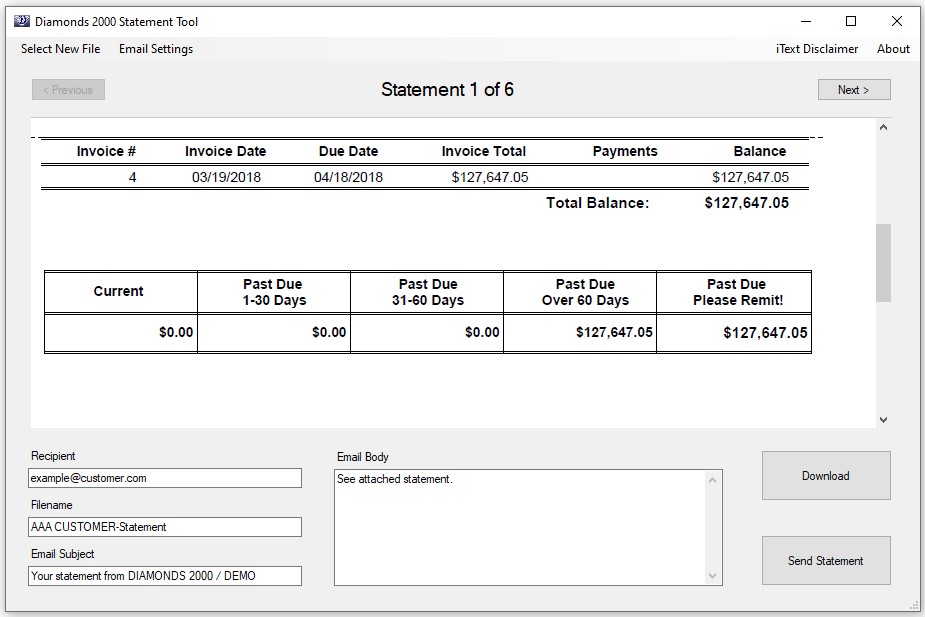 Diamonds 2000 Statement Tool
Select New File Email Settings iText Disclaimer About
< Previous Statement 1 of 6 Next >
Invoice # Invoice Date Due Date Invoice Total Payments Balance
4 03/19/2018 04/18/2018 $127,647.05 $127,647.05
Total Balance: $127,647.05
Current Past Due 1-30 Days Past Due 31-60 Days Past Due Over 60 Days Past Due Please Remit!
$0.00 $0.00 $0.00 $127,647.05 $127,647.05
Recipient
example@customer.com
Filename
AAA CUSTOMER-Statement
Email Subject
Your statement from DIAMONDS 2000 / DEMO
Email Body
See attached statement.
Download
Send Statement